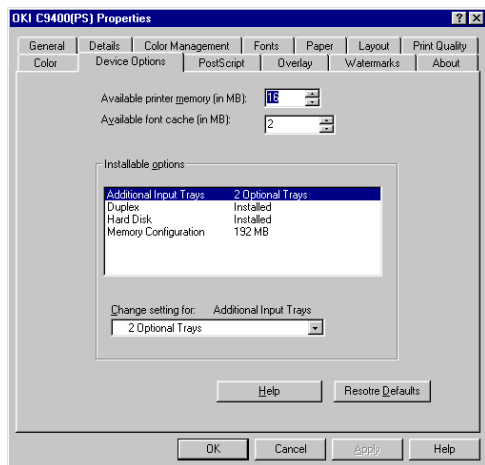 OKI C9400(PS) Properties
General Details Color Management Fonts Paper Layout Print Quality
Color Device Options PostScript Overlay Watermarks About
Available printer memory (in MB): 16
Available font cache (in MB): 2
Installable options
Additional Input Trays 2 Optional Trays
Duplex Installed
Hard Disk Installed
Memory Configuration 192 MB
Change setting for: Additional Input Trays
2 Optional Trays
Help Resotre Defaults
OK Cancel Apply Help